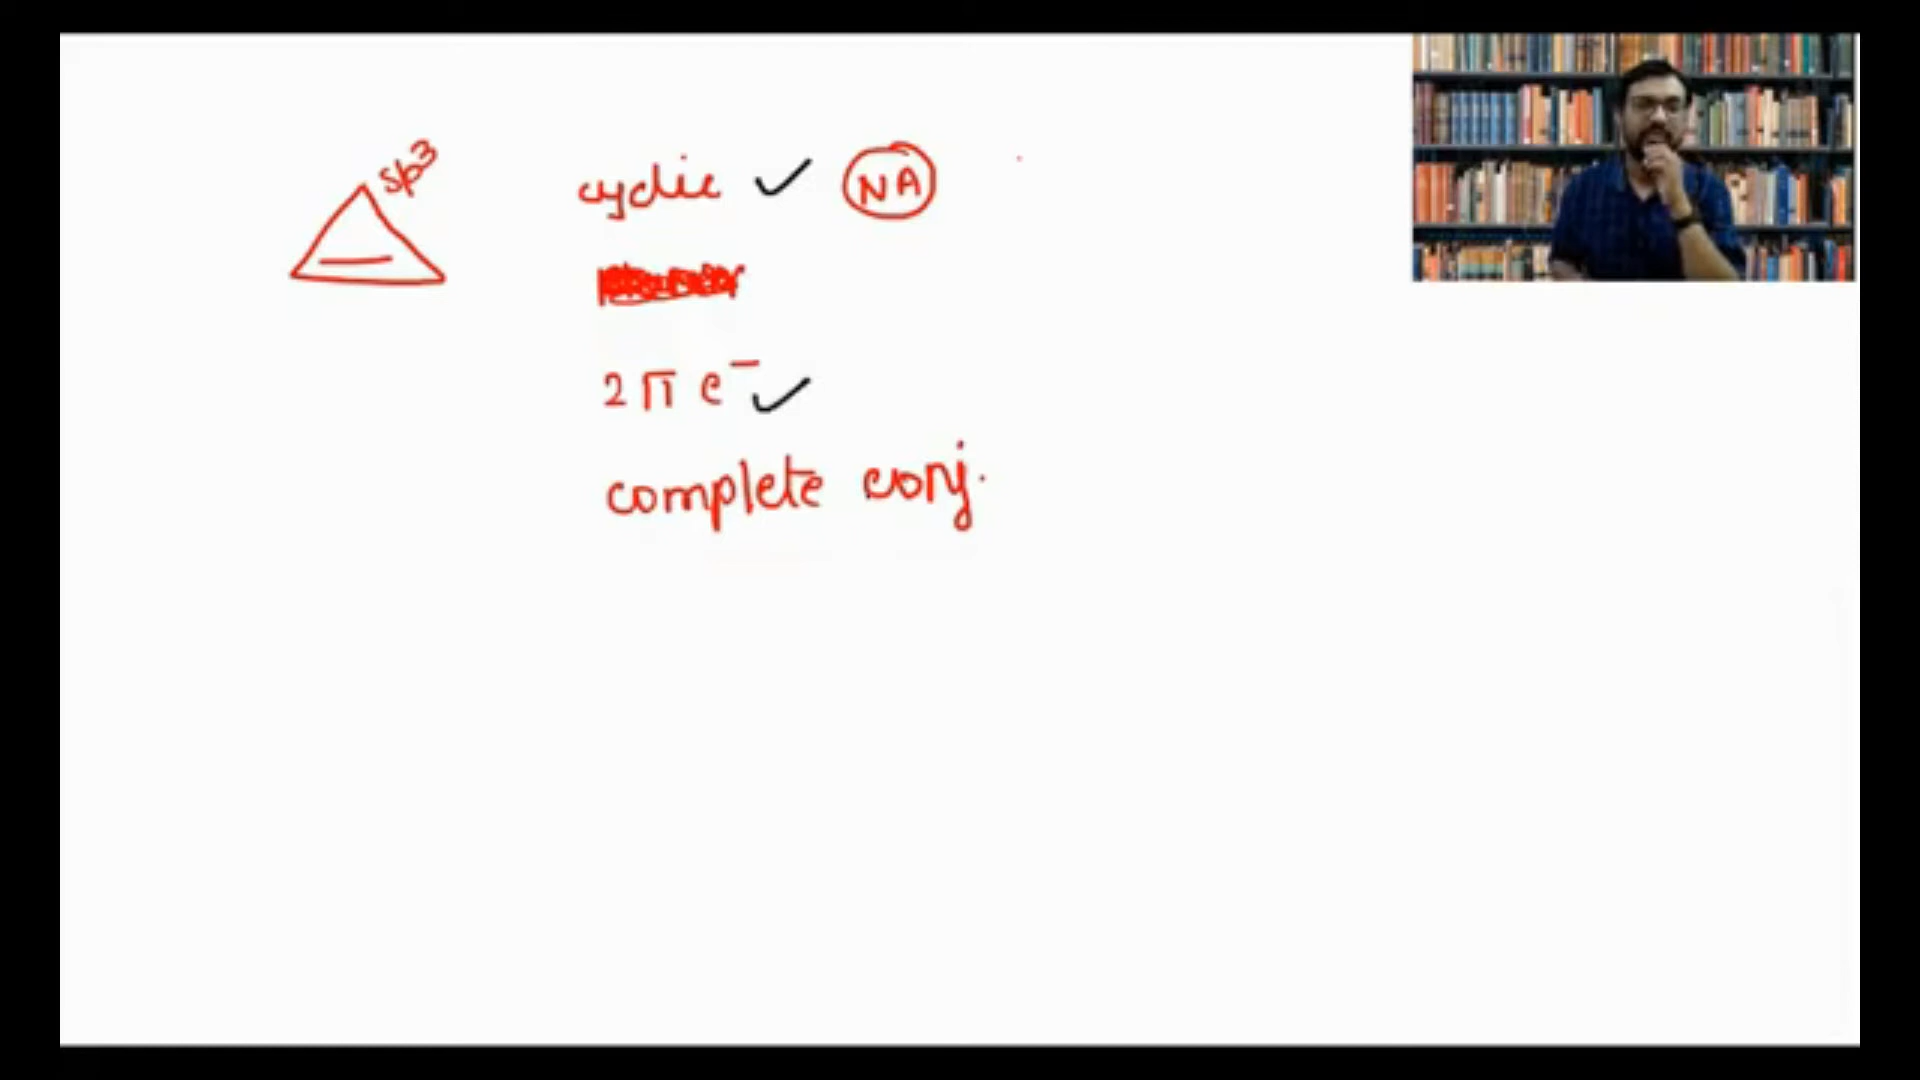 sp3
cyclic ✓ NA
2π e⁻ ✓
complete conj.